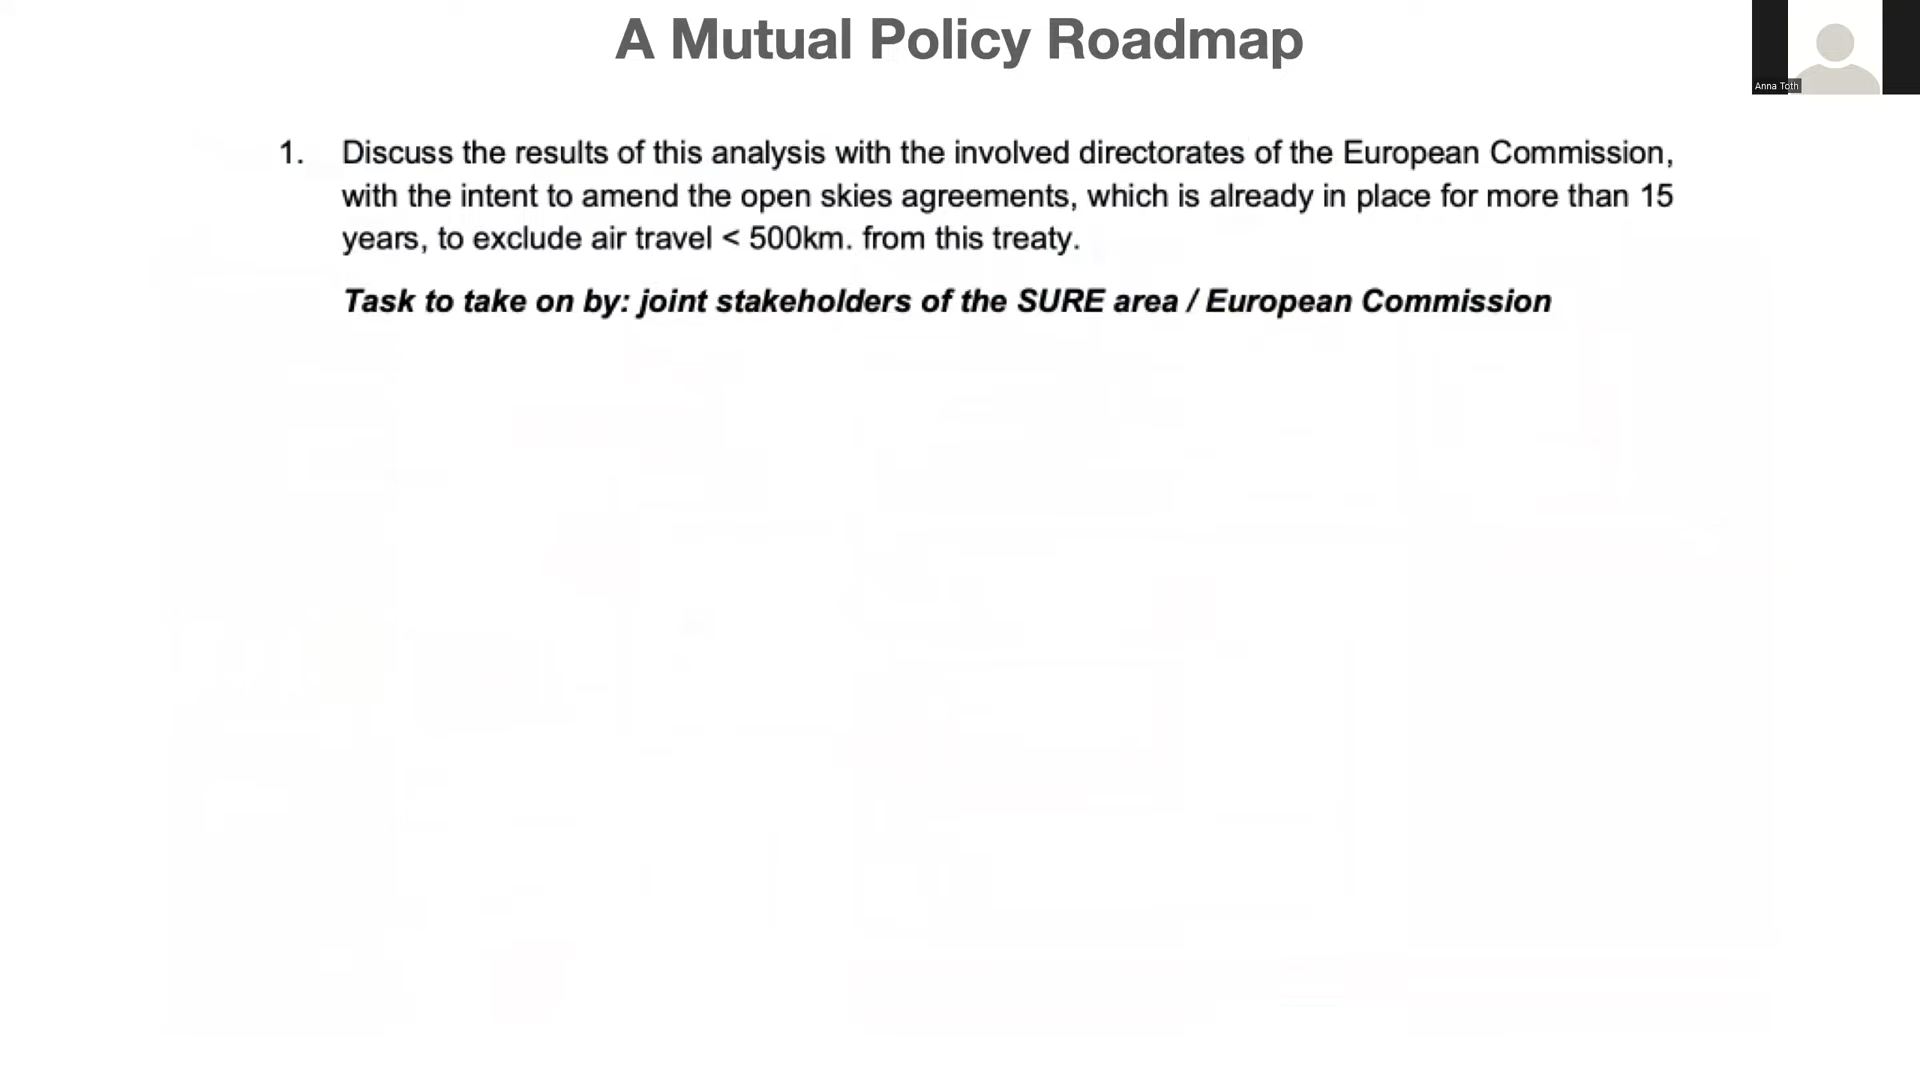 A Mutual Policy Roadmap
Anna Toth
1. Discuss the results of this analysis with the involved directorates of the European Commission,
with the intent to amend the open skies agreements, which is already in place for more than 15
years, to exclude air travel < 500km. from this treaty.
Task to take on by: joint stakeholders of the SURE area / European Commission